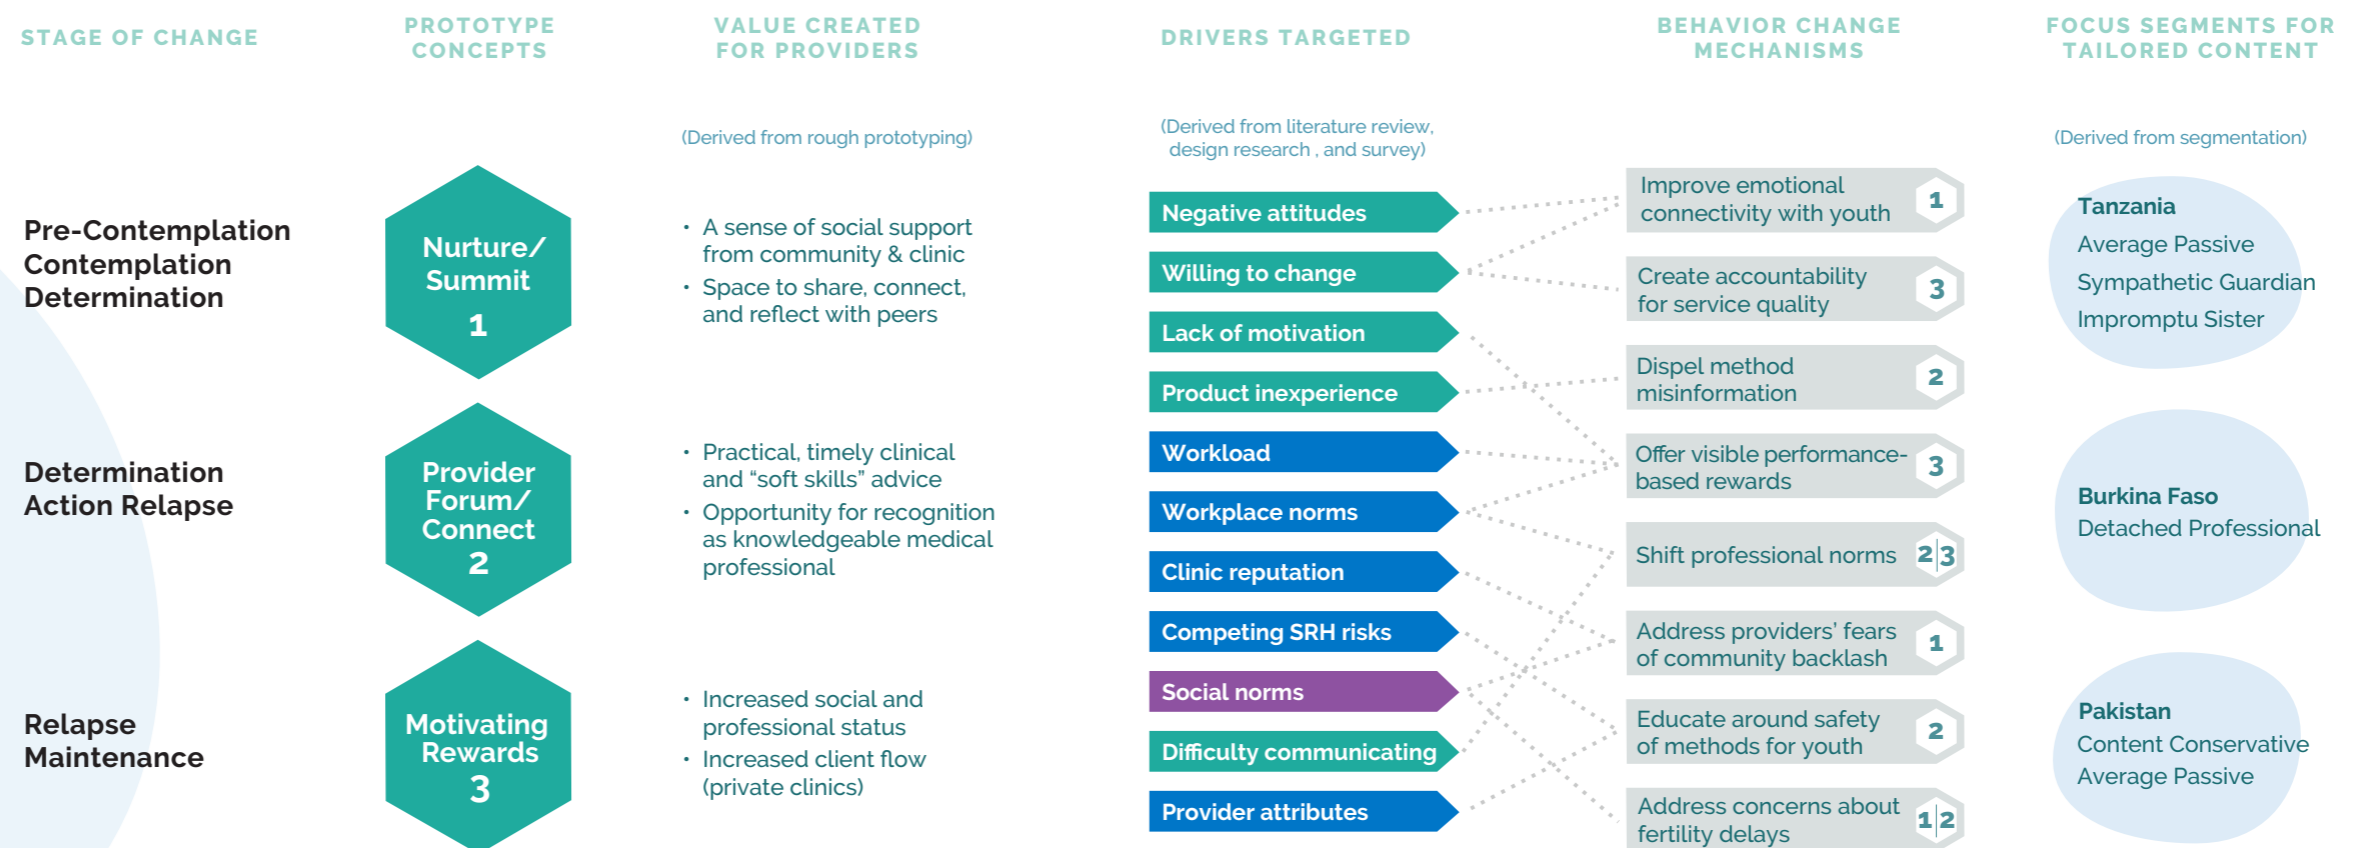 STAGE OF CHANGE
PROTOTYPE
CONCEPTS
VALUE CREATED
FOR PROVIDERS
DRIVERS TARGETED
BEHAVIOR CHANGE
MECHANISMS
FOCUS SEGMENTS FOR
TAILORED CONTENT
(Derived from rough prototyping)
(Derived from literature review,
design research , and survey)
(Derived from segmentation)
Pre-Contemplation
Contemplation
Determination
Nurture/
Summit
1
• A sense of social support
from community & clinic
• Space to share, connect,
and reflect with peers
Determination
Action Relapse
Provider
Forum/
Connect
2
• Practical, timely clinical
and “soft skills” advice
• Opportunity for recognition
as knowledgeable medical
professional
Relapse
Maintenance
Motivating
Rewards
3
• Increased social and
professional status
• Increased client flow
(private clinics)
Negative attitudes
Willing to change
Lack of motivation
Product inexperience
Workload
Workplace norms
Clinic reputation
Competing SRH risks
Social norms
Difficulty communicating
Provider attributes
Improve emotional
connectivity with youth
1
Create accountability
for service quality
3
Dispel method
misinformation
2
Offer visible performance-
based rewards
3
Shift professional norms
2|3
Address providers’ fears
of community backlash
1
Educate around safety
of methods for youth
2
Address concerns about
fertility delays
1|2
Tanzania
Average Passive
Sympathetic Guardian
Impromptu Sister
Burkina Faso
Detached Professional
Pakistan
Content Conservative
Average Passive